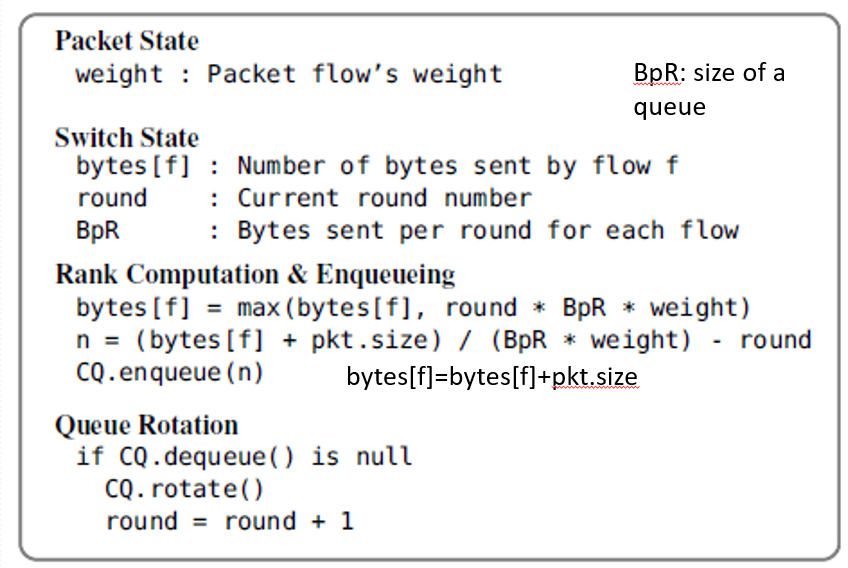 Packet State
weight : Packet flow’s weight
BpR: size of a
queue
Switch State
bytes[f] : Number of bytes sent by flow f
round : Current round number
BpR : Bytes sent per round for each flow
Rank Computation & Enqueueing
bytes[f] = max(bytes[f], round * BpR * weight)
n = (bytes[f] + pkt.size) / (BpR * weight) - round
CQ.enqueue(n) bytes[f]=bytes[f]+pkt.size
Queue Rotation
if CQ.dequeue() is null
CQ.rotate()
round = round + 1